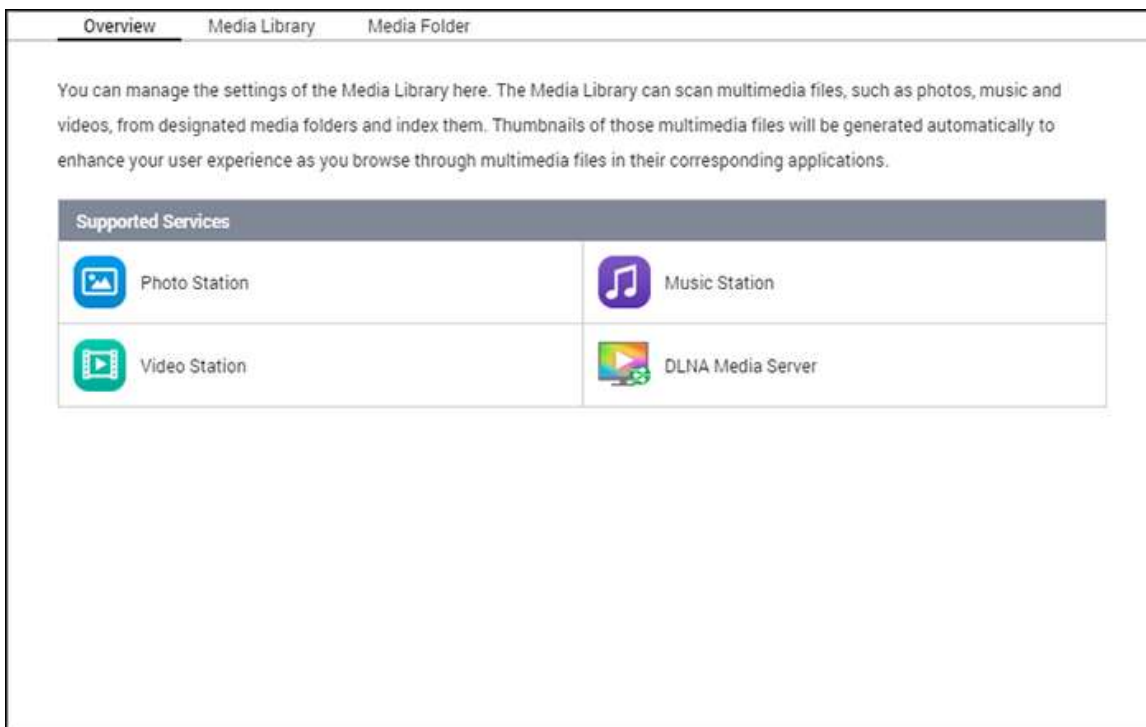 Overview Media Library Media Folder
You can manage the settings of the Media Library here. The Media Library can scan multimedia files, such as photos, music and
videos, from designated media folders and index them. Thumbnails of those multimedia files will be generated automatically to
enhance your user experience as you browse through multimedia files in their corresponding applications.
Supported Services
Photo Station Music Station
Video Station DLNA Media Server